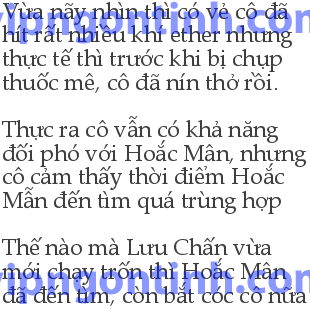 Vừa nãy nhìn thì có vẻ cô đã
hít rất nhiều khí ether nhưng
thực tế thì trước khi bị chụp
thuốc mê, cô đã nín thở rồi.
Thực ra cô vẫn có khả năng
đối phó với Hoắc Mân, nhưng
cô cảm thấy thời điểm Hoắc
Mẫn đến tìm quá trùng hợp
Thế nào mà Lưu Chấn vừa
mới chạy trốn thì Hoắc Mân
đã đến tìm, còn bắt cóc cô nữa